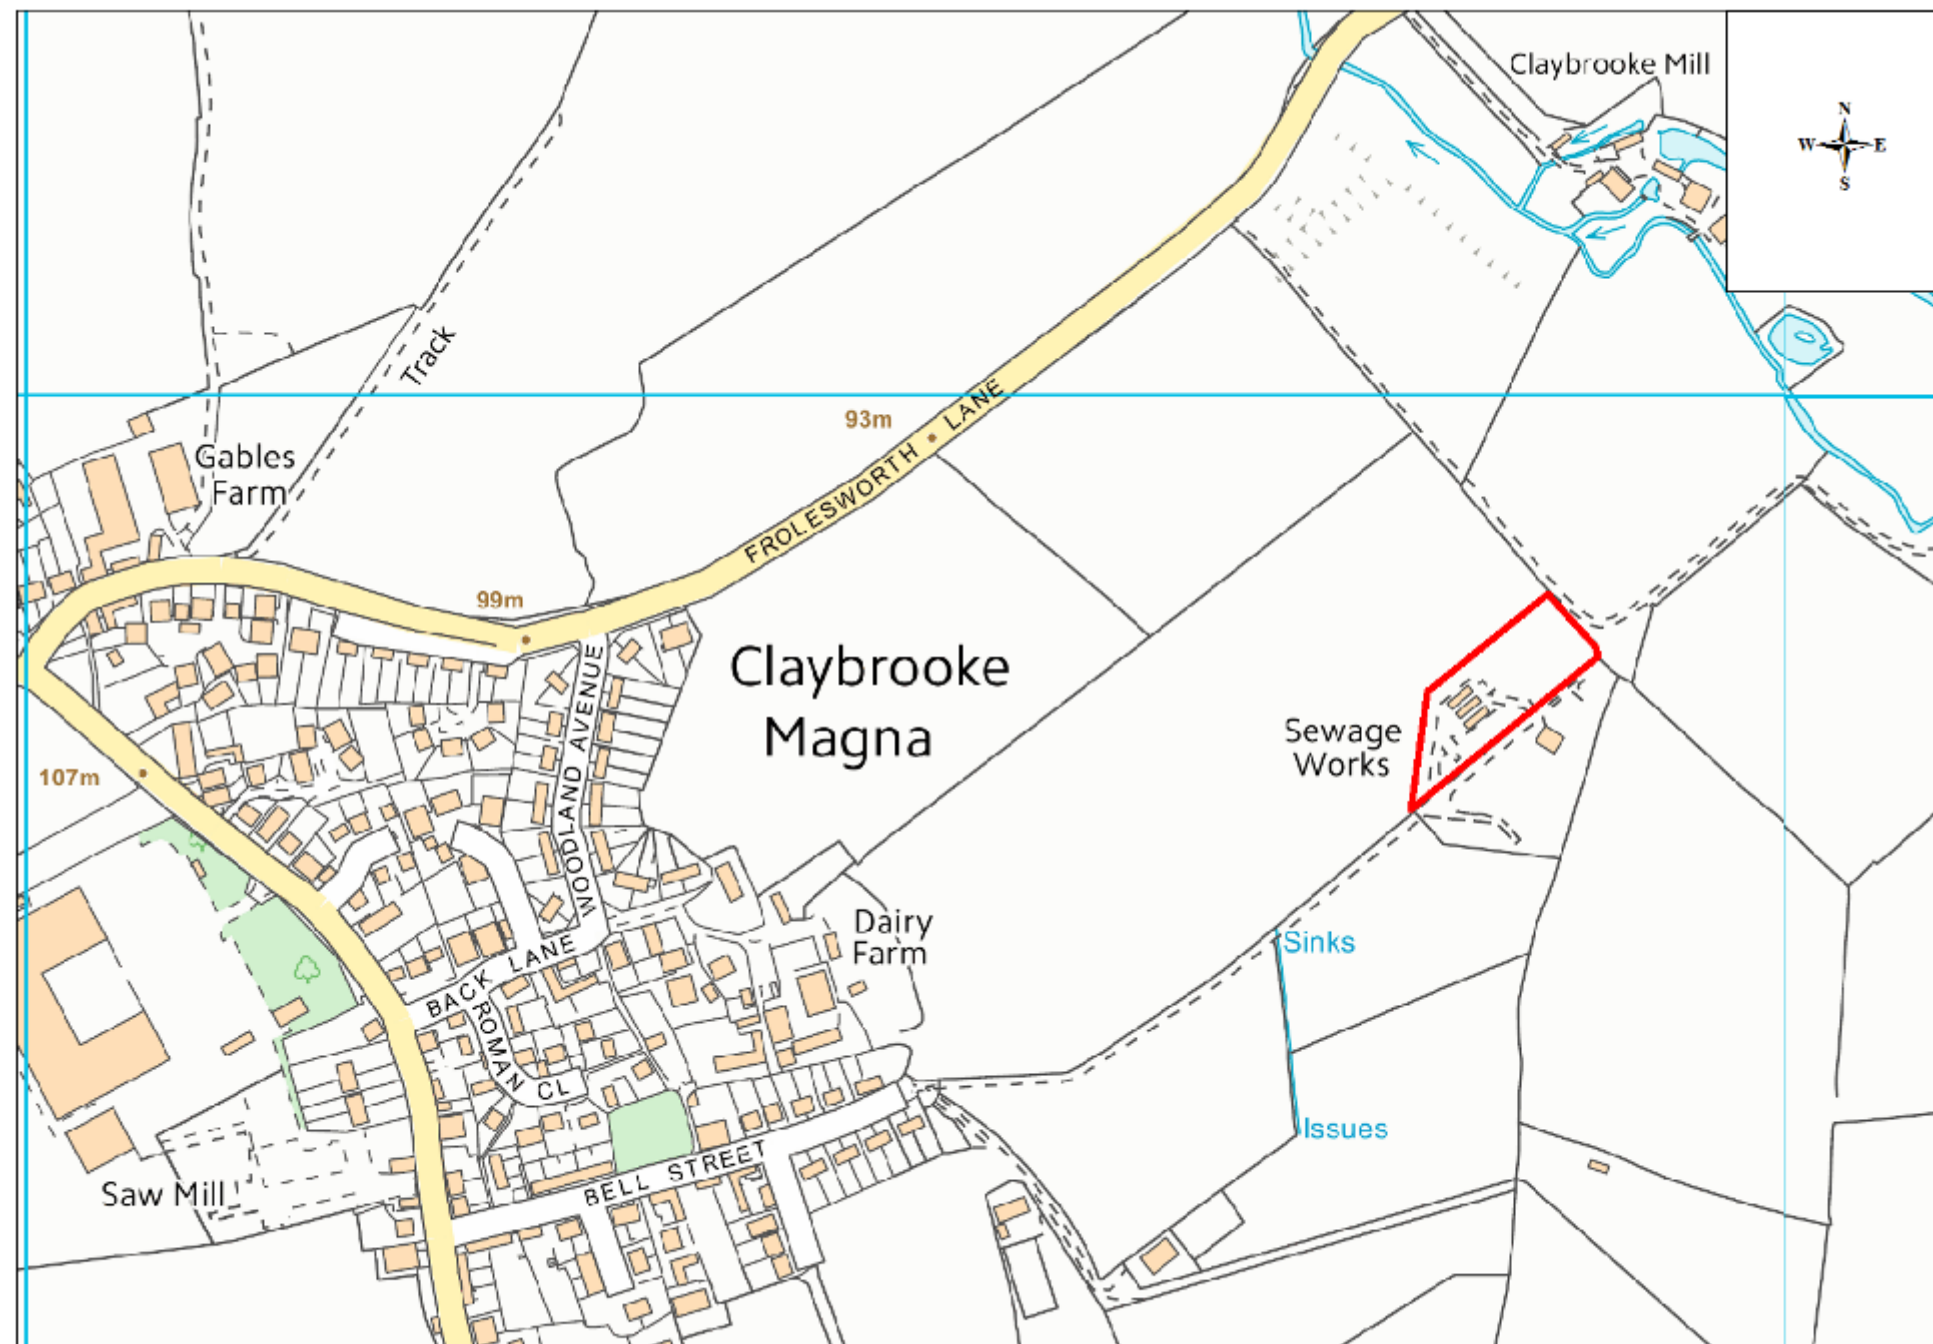 Claybrooke Mill
N
W E
S
Track
93m
FROLESWORTH LANE
Gables
Farm
99m
Claybrooke
Magna
WOODLAND AVENUE
Sewage
Works
107m
Dairy
Farm
Sinks
BACK LANE
ROMAN CL
Issues
BELL STREET
Saw Mill